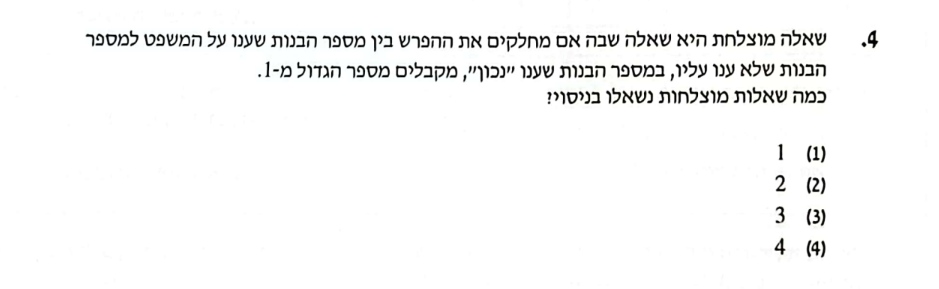 4. שאלה מוצלחת היא שאלה שבה אם מחלקים את ההפרש בין מספר הבנות שענו על המשפט למספר
הבנות שלא ענו עליו, במספר הבנות שענו "נכון", מקבלים מספר הגדול מ-1.
כמה שאלות מוצלחות נשאלו בניסוי?
(1) 1
(2) 2
(3) 3
(4) 4